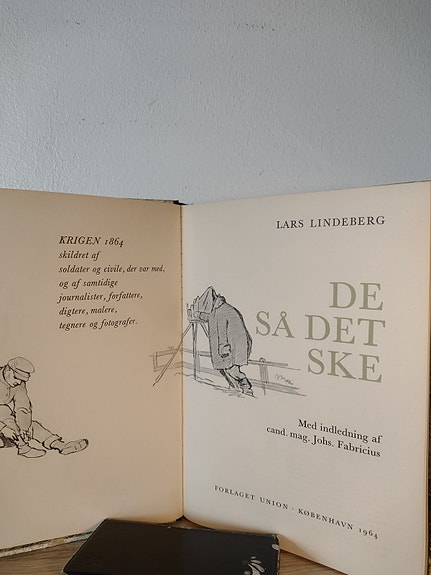 KRIGEN 1864
skildret af
soldater og civile, der var med,
og af samtidige
journalister, forfattere,
digtere, malere,
tegnere og fotografer.
LARS LINDEBERG
DE
SÅ DET
SKE
Med indledning af
cand. mag. Johs. Fabricius
FORLAGET UNION · KØBENHAVN 1964